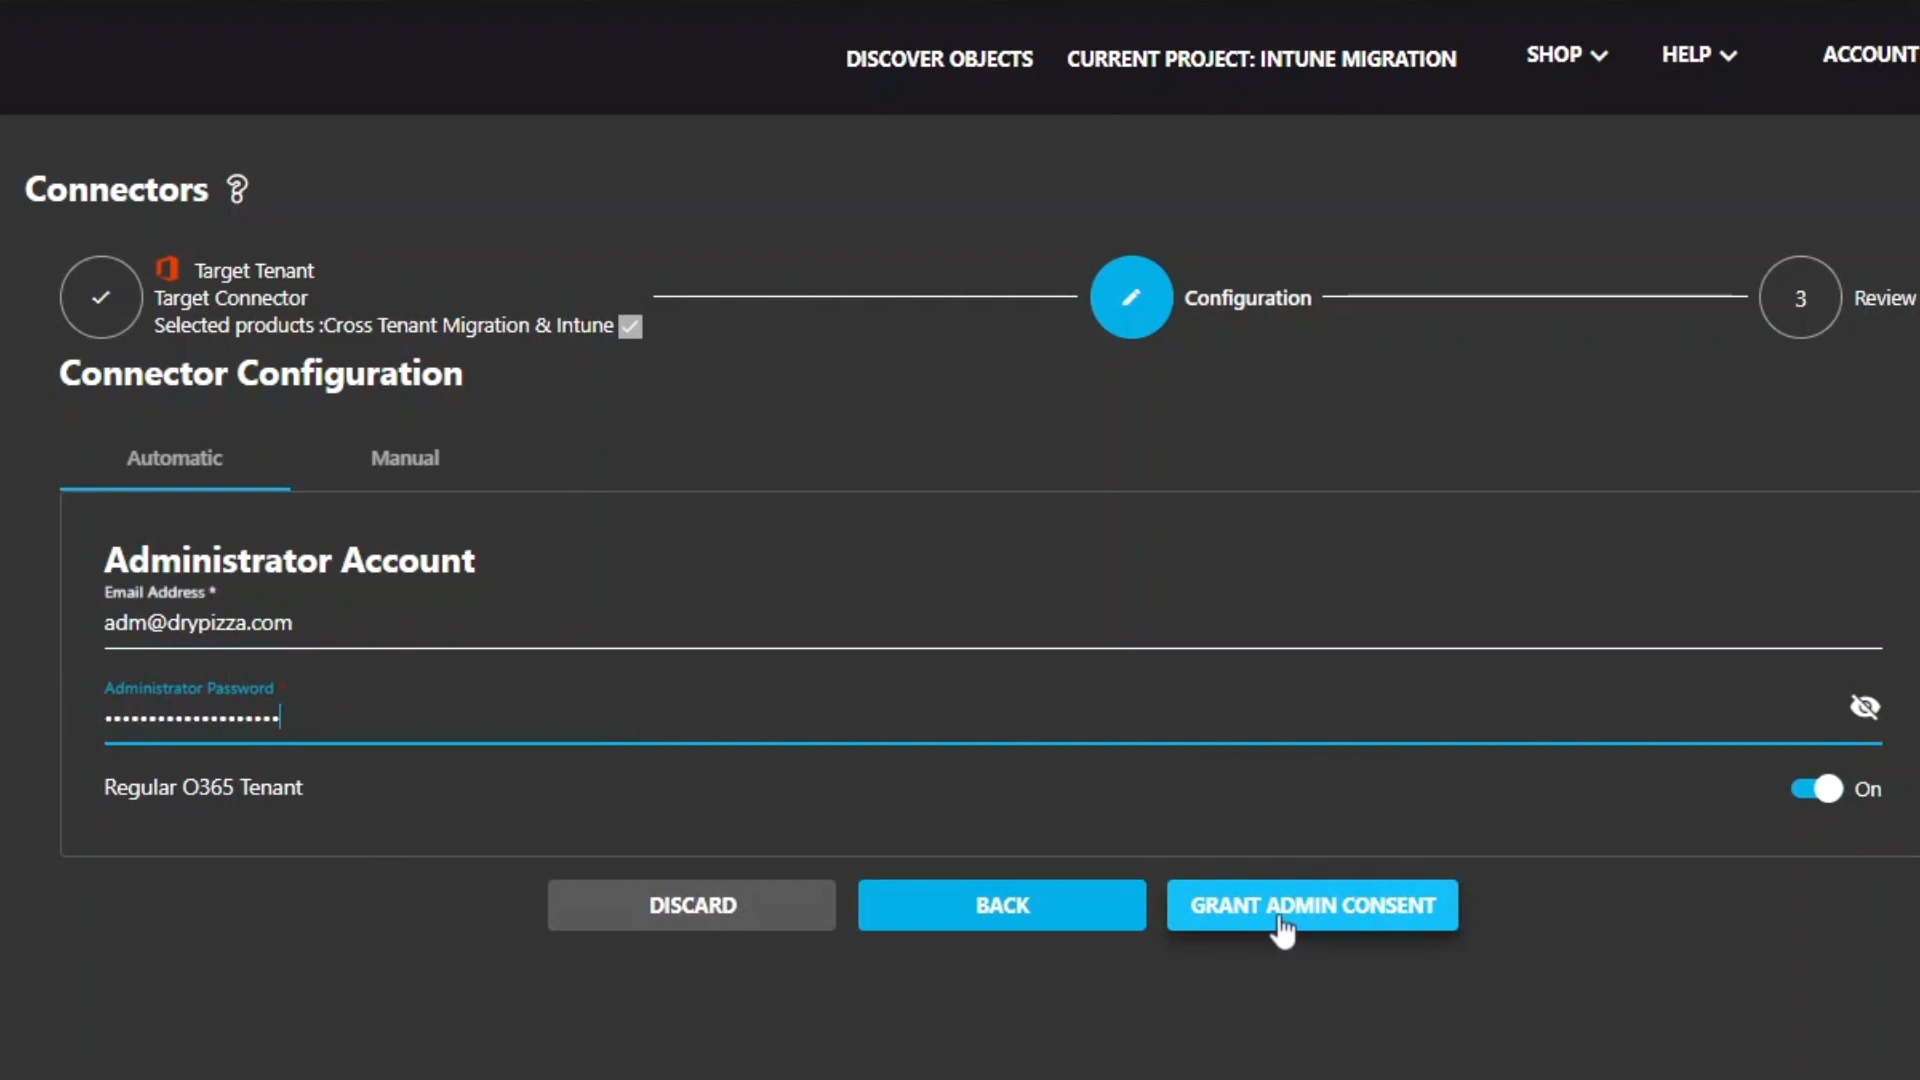 DISCOVER OBJECTS
CURRENT PROJECT: INTUNE MIGRATION
SHOP
HELP
ACCOUNT
Connectors
Target Tenant
Target Connector
Selected products :Cross Tenant Migration & Intune
Configuration
3
Review
Connector Configuration
Automatic
Manual
Administrator Account
Email Address *
adm@drypizza.com
Administrator Password
••••••••••••••••••••
Regular O365 Tenant
On
DISCARD
BACK
GRANT ADMIN CONSENT